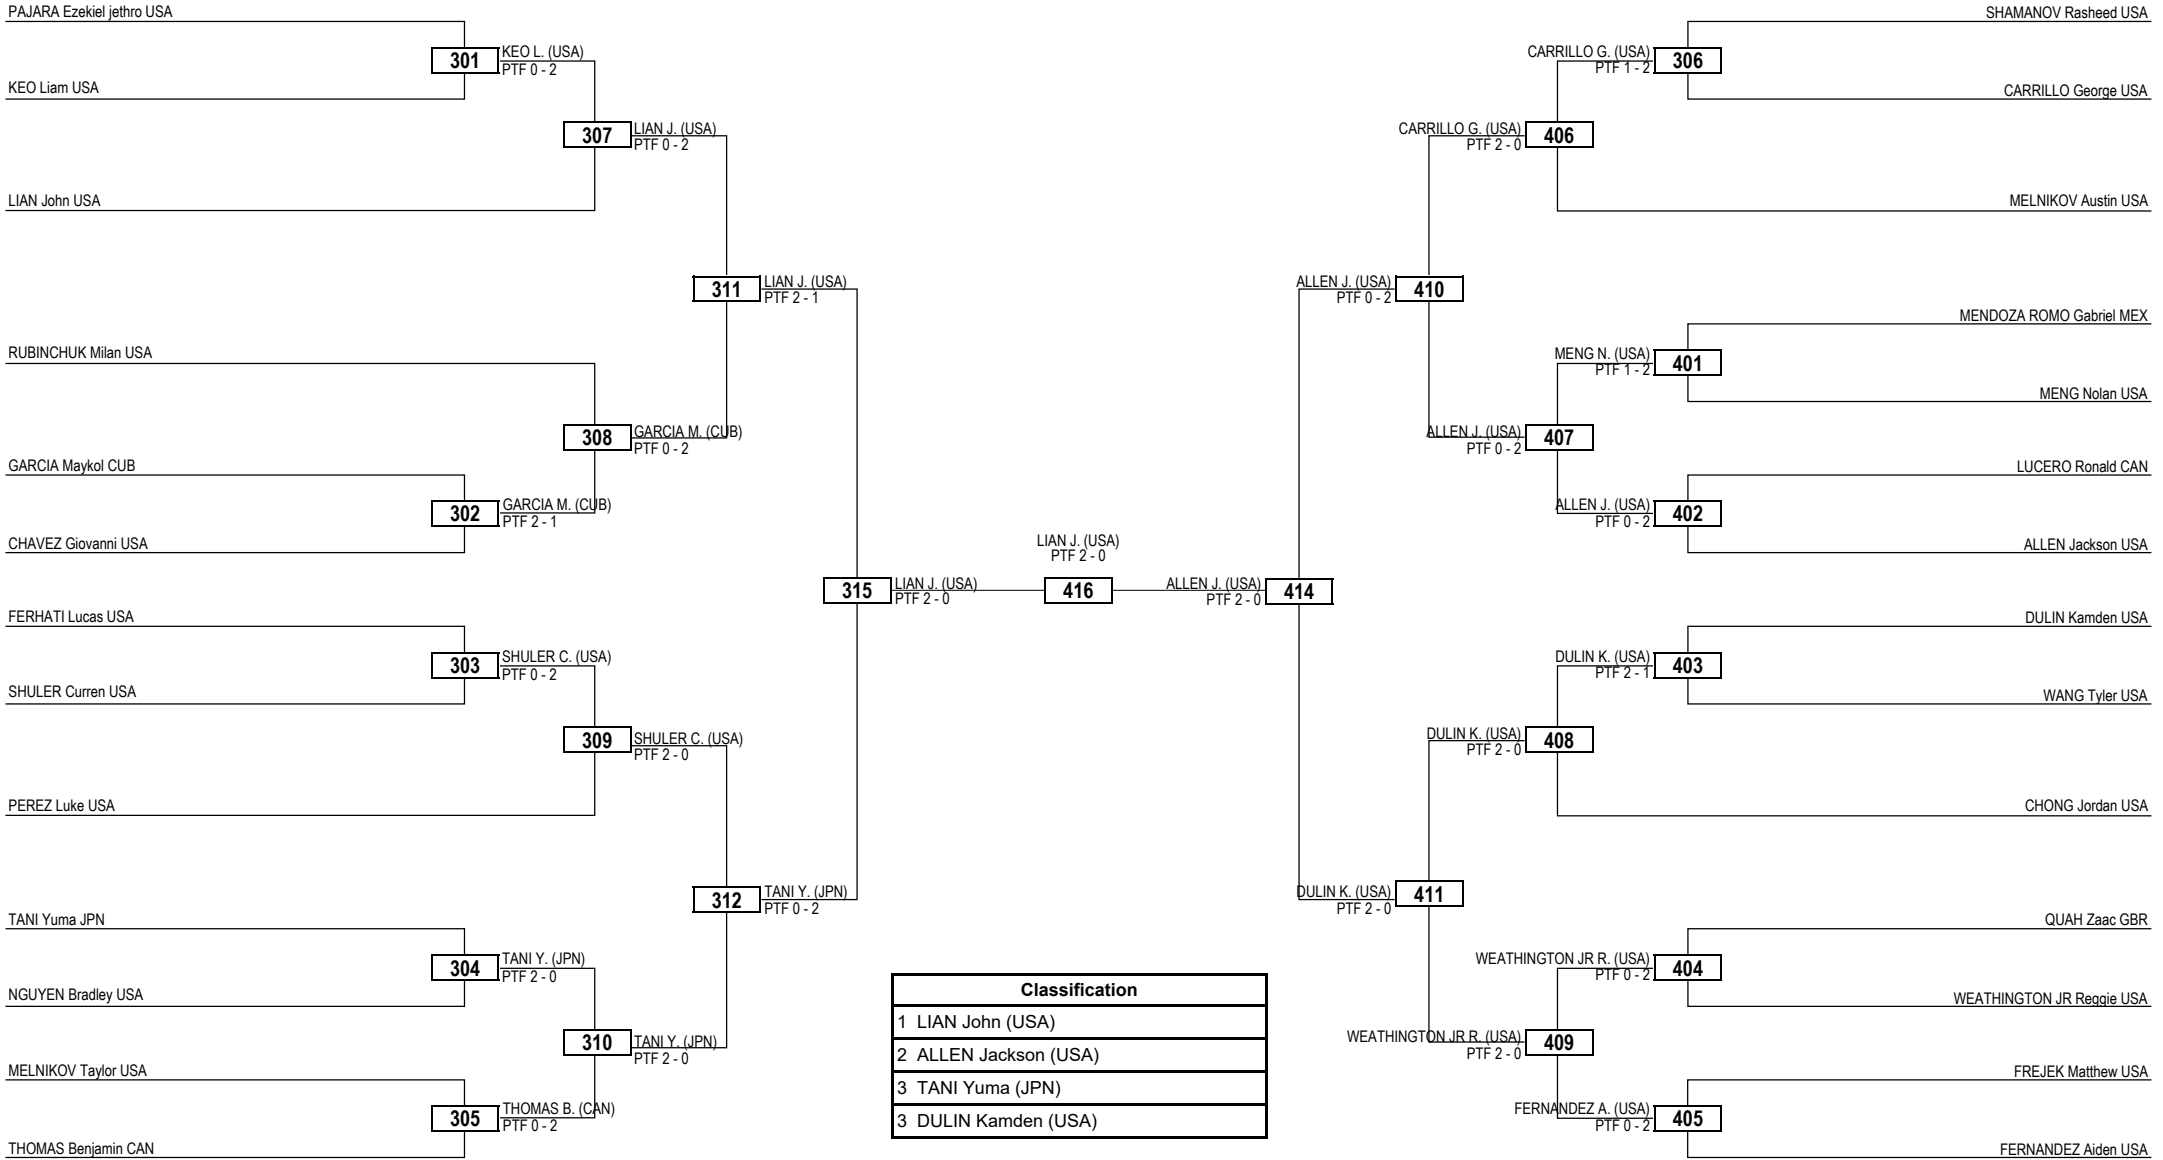 PAJARA Ezekiel jethro USA
301
KEO L. (USA)
PTF 0 - 2
KEO Liam USA
307
LIAN J. (USA)
PTF 0 - 2
LIAN John USA
311
LIAN J. (USA)
PTF 2 - 1
RUBINCHUK Milan USA
308
GARCIA M. (CUB)
PTF 0 - 2
GARCIA Maykol CUB
302
GARCIA M. (CUB)
PTF 2 - 1
CHAVEZ Giovanni USA
315
LIAN J. (USA)
PTF 2 - 0
FERHATI Lucas USA
303
SHULER C. (USA)
PTF 0 - 2
SHULER Curren USA
309
SHULER C. (USA)
PTF 2 - 0
PEREZ Luke USA
312
TANI Y. (JPN)
PTF 0 - 2
TANI Yuma JPN
304
TANI Y. (JPN)
PTF 2 - 0
NGUYEN Bradley USA
310
TANI Y. (JPN)
PTF 2 - 0
MELNIKOV Taylor USA
305
THOMAS B. (CAN)
PTF 0 - 2
THOMAS Benjamin CAN
LIAN J. (USA)
PTF 2 - 0
416
SHAMANOV Rasheed USA
CARRILLO G. (USA)
PTF 1 - 2
306
CARRILLO George USA
CARRILLO G. (USA)
PTF 2 - 0
406
MELNIKOV Austin USA
ALLEN J. (USA)
PTF 0 - 2
410
MENDOZA ROMO Gabriel MEX
MENG N. (USA)
PTF 1 - 2
401
MENG Nolan USA
ALLEN J. (USA)
PTF 0 - 2
407
LUCERO Ronald CAN
ALLEN J. (USA)
PTF 0 - 2
402
ALLEN Jackson USA
ALLEN J. (USA)
PTF 2 - 0
414
DULIN Kamden USA
DULIN K. (USA)
PTF 2 - 1
403
WANG Tyler USA
DULIN K. (USA)
PTF 2 - 0
408
CHONG Jordan USA
DULIN K. (USA)
PTF 2 - 0
411
QUAH Zaac GBR
WEATHINGTON JR R. (USA)
PTF 0 - 2
404
WEATHINGTON JR Reggie USA
WEATHINGTON JR R. (USA)
PTF 2 - 0
409
FREJEK Matthew USA
FERNANDEZ A. (USA)
PTF 0 - 2
405
FERNANDEZ Aiden USA
Classification
1 LIAN John (USA)
2 ALLEN Jackson (USA)
3 TANI Yuma (JPN)
3 DULIN Kamden (USA)